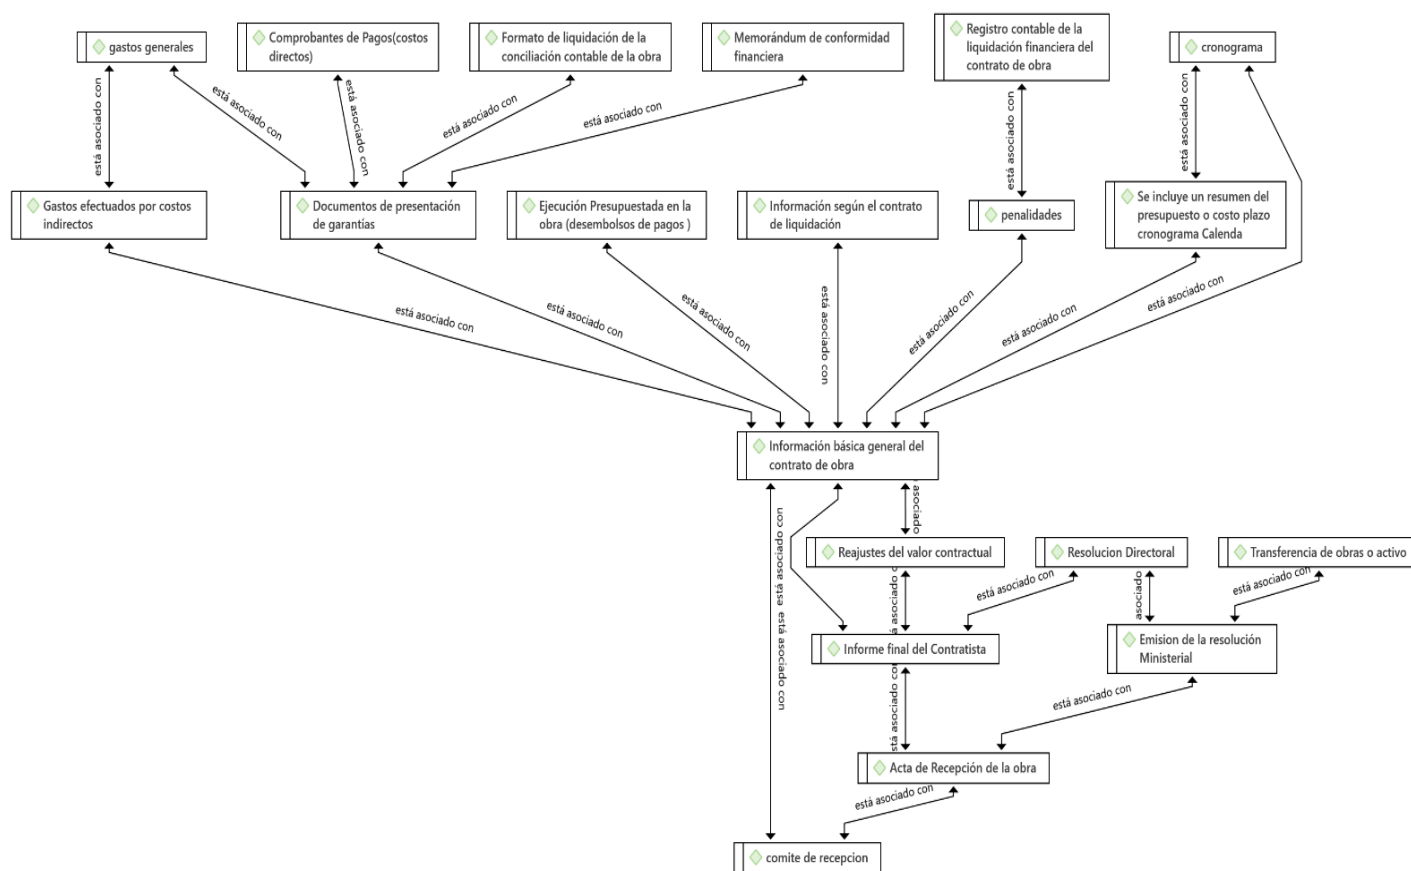 gastos generales
Comprobantes de Pagos(costos
directos)
Formato de liquidación de la
conciliación contable de la obra
Memorándum de conformidad
financiera
Registro contable de la
liquidación financiera del
contrato de obra
cronograma
está asociado con
está asociado con
está asociado con
está asociado con
está asociado con
está asociado con
está asociado con
Gastos efectuados por costos
indirectos
Documentos de presentación
de garantías
Ejecución Presupuestada en la
obra (desembolsos de pagos )
Información según el contrato
de liquidación
penalidades
Se incluye un resumen del
presupuesto o costo plazo
cronograma Calenda
está asociado con
está asociado con
está asociado con
está asociado con
está asociado con
está asociado con
está asociado con
Información básica general del
contrato de obra
asociado
está asociado con
está asociado con
Reajustes del valor contractual
Resolucion Directoral
Transferencia de obras o activo
está asociado c
está asociado con
asociado
está asociado con
Informe final del Contratista
Emision de la resolución
Ministerial
está asociado con
está asociado con
Acta de Recepción de la obra
está asociado con
comite de recepcion